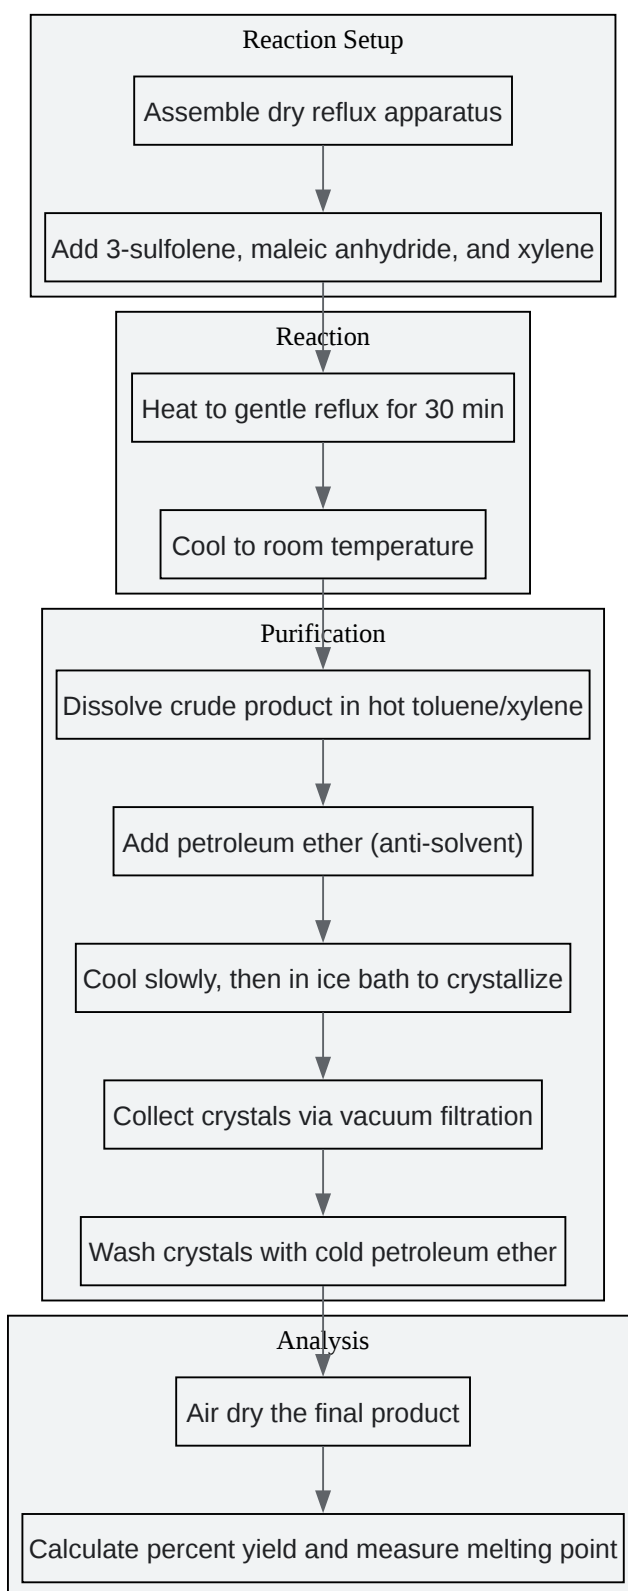 Reaction Setup
Assemble dry reflux apparatus
Add 3-sulfolene, maleic anhydride, and xylene
Reaction
Heat to gentle reflux for 30 min
Cool to room temperature
Purification
Dissolve crude product in hot toluene/xylene
Add petroleum ether (anti-solvent)
Cool slowly, then in ice bath to crystallize
Collect crystals via vacuum filtration
Wash crystals with cold petroleum ether
Analysis
Air dry the final product
Calculate percent yield and measure melting point